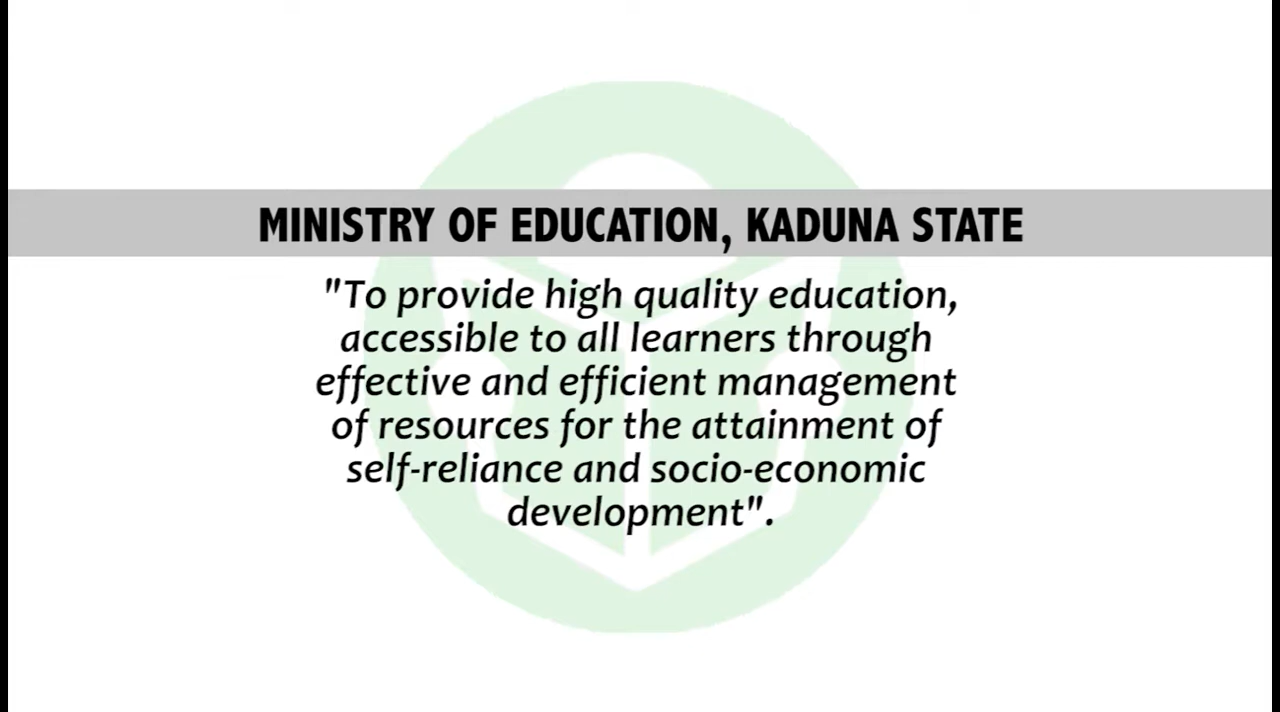 MINISTRY OF EDUCATION, KADUNA STATE
"To provide high quality education,
accessible to all learners through
effective and efficient management
of resources for the attainment of
self-reliance and socio-economic
development".